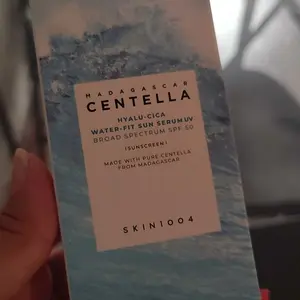 MADAGASCAR
CENTELLA
HYALU-CICA
WATER-FIT SUN SERUM UV
BROAD SPECTRUM SPF 50
(SUNSCREEN)
MADE WITH PURE CENTELLA
FROM MADAGASCAR
SKIN1004